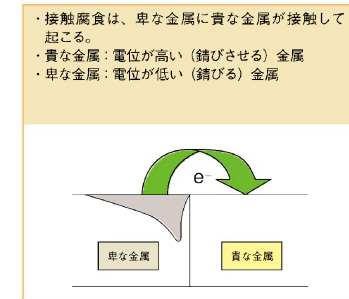 ・接触腐食は、卑な金属に貴な金属が接触して
起こる。
・貴な金属：電位が高い（錆びさせる）金属
・卑な金属：電位が低い（錆びる）金属
e⁻
卑な金属
貴な金属